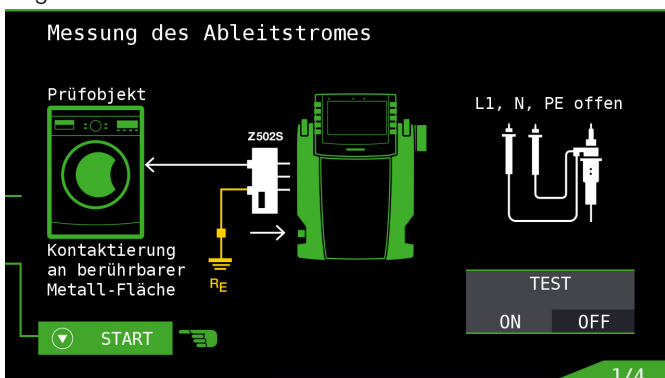 Messung des Ableitstromes
Prüfobjekt
L1, N, PE offen
Z502S
Kontaktierung
an berührbarer
Metall-Fläche
RE
TEST
ON OFF
START
1/4